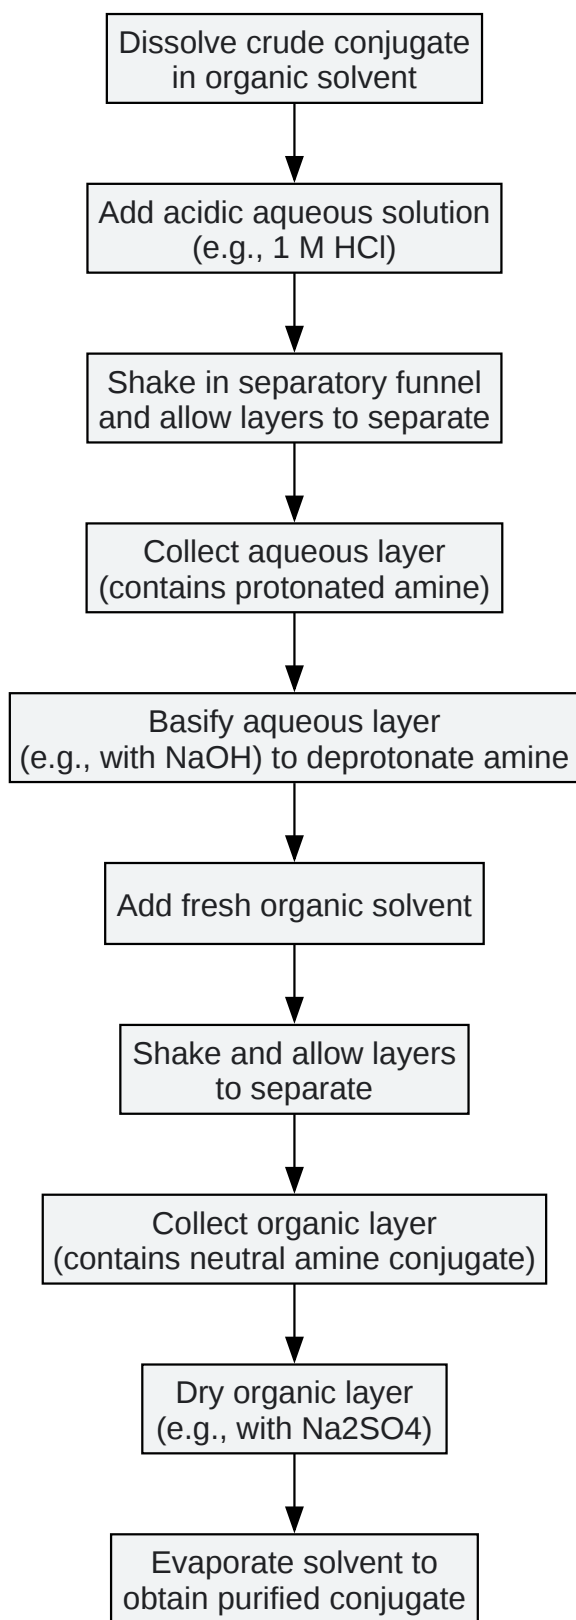 Dissolve crude conjugate
in organic solvent
Add acidic aqueous solution
(e.g., 1 M HCl)
Shake in separatory funnel
and allow layers to separate
Collect aqueous layer
(contains protonated amine)
Basify aqueous layer
(e.g., with NaOH) to deprotonate amine
Add fresh organic solvent
Shake and allow layers
to separate
Collect organic layer
(contains neutral amine conjugate)
Dry organic layer
(e.g., with Na2SO4)
Evaporate solvent to
obtain purified conjugate